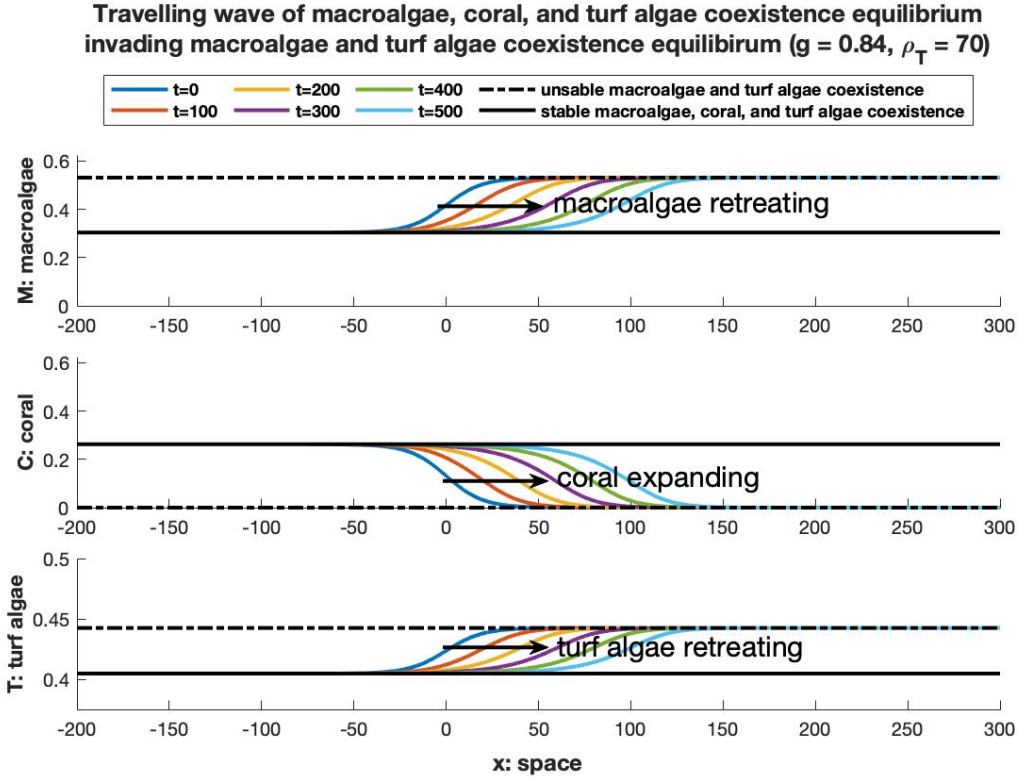 Travelling wave of macroalgae, coral, and turf algae coexistence equilibrium
invading macroalgae and turf algae coexistence equilibirum (g = 0.84, ρ_T = 70)
t=0 t=200 t=400 unsable macroalgae and turf algae coexistence
t=100 t=300 t=500 stable macroalgae, coral, and turf algae coexistence
M: macroalgae
0.6
0.4
0.2
0
macroalgae retreating
-200 -150 -100 -50 0 50 100 150 200 250 300
C: coral
0.6
0.4
0.2
0
coral expanding
-200 -150 -100 -50 0 50 100 150 200 250 300
T: turf algae
0.5
0.45
0.4
turf algae retreating
-200 -150 -100 -50 0 50 100 150 200 250 300
x: space